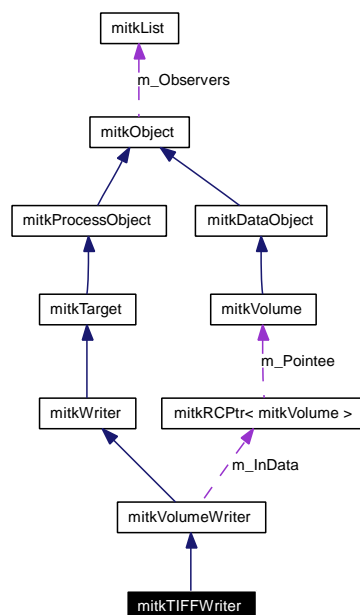 mitkList
m_Observers
mitkObject
mitkProcessObject
mitkDataObject
mitkTarget
mitkVolume
m_Pointee
mitkWriter
mitkRCPtr< mitkVolume >
m_InData
mitkVolumeWriter
mitkTIFFWriter